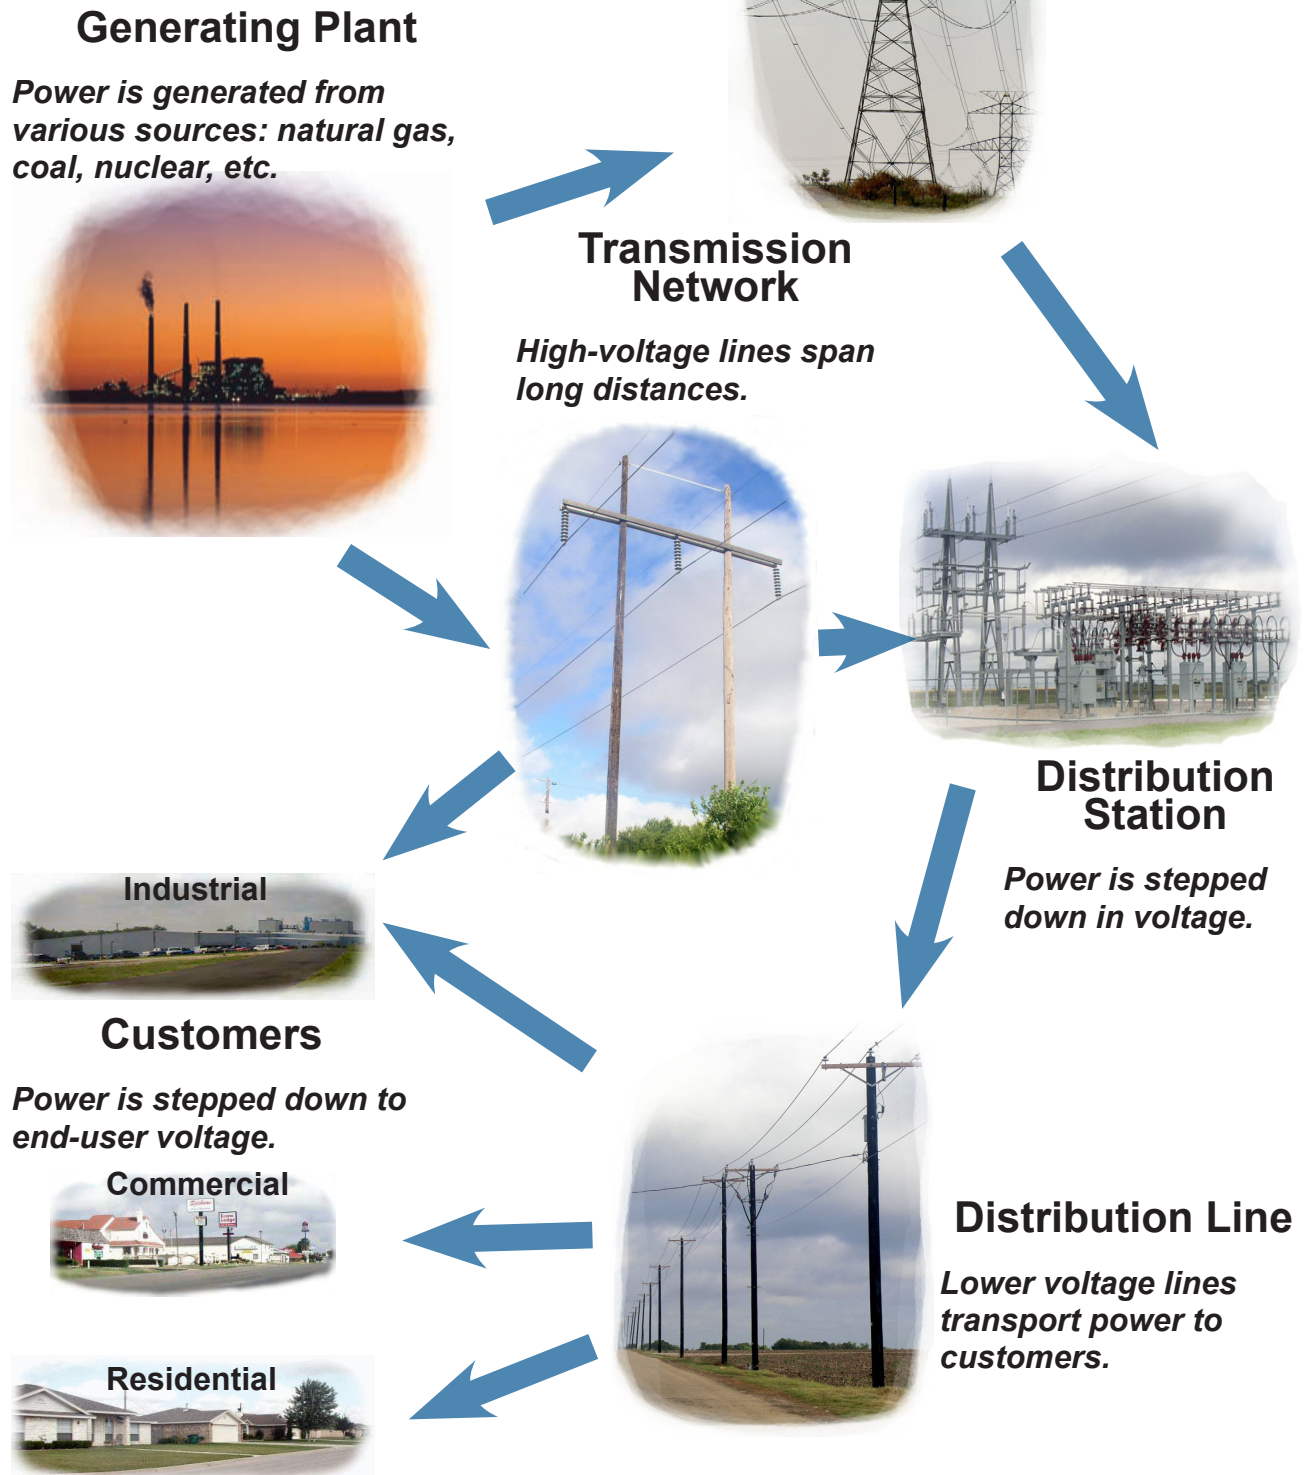 Generating Plant
Power is generated from
various sources: natural gas,
coal, nuclear, etc.
Transmission
Network
High-voltage lines span
long distances.
Distribution
Station
Power is stepped
down in voltage.
Industrial
Customers
Power is stepped down to
end-user voltage.
Commercial
Residential
Distribution Line
Lower voltage lines
transport power to
customers.